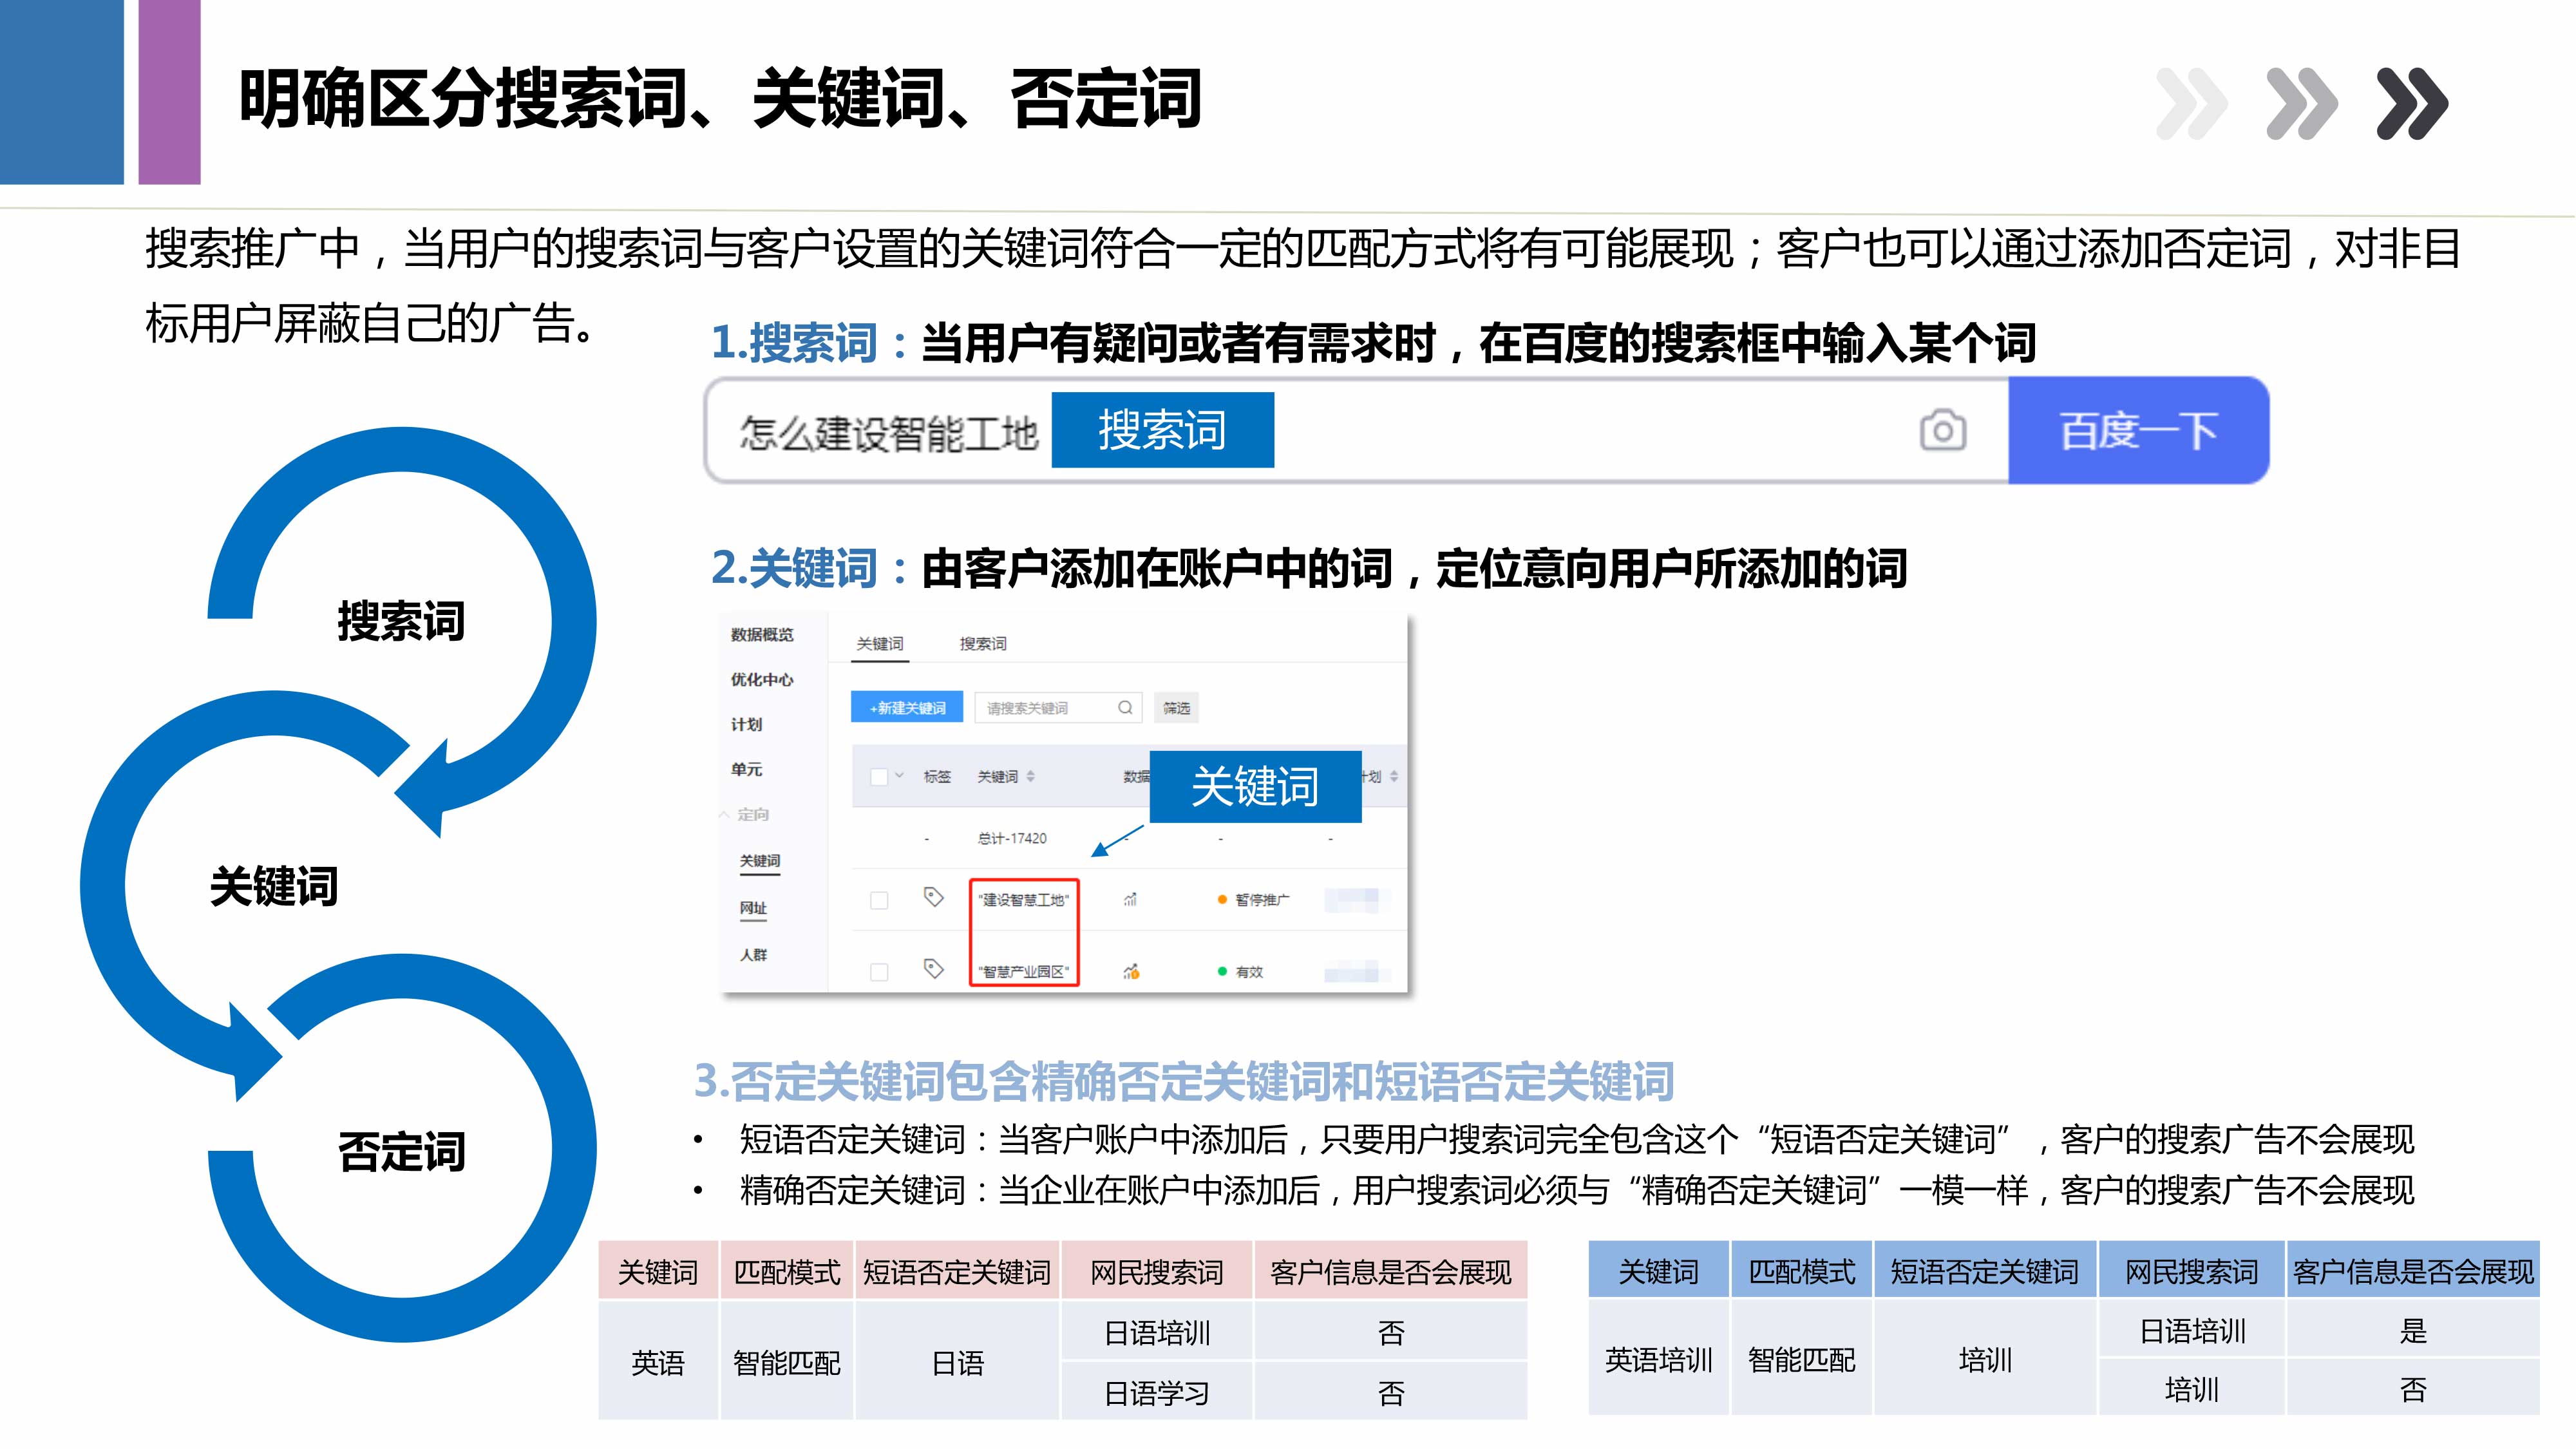 明确区分搜索词、关键词、否定词
搜索推广中，当用户的搜索词与客户设置的关键词符合一定的匹配方式将有可能展现；客户也可以通过添加否定词，对非目
标用户屏蔽自己的广告。
搜索词
关键词
否定词
1.搜索词：当用户有疑问或者有需求时，在百度的搜索框中输入某个词
怎么建设智能工地 搜索词 百度一下
2.关键词：由客户添加在账户中的词，定位意向用户所添加的词
数据概览
优化中心
计划
单元
定向
关键词
网址
人群
关键词 搜索词
+新建关键词 请搜索关键词 筛选
标签 关键词 数据 计划
关键词
- 总计-17420 - - -
"建设智慧工地" 暂停推广
"智慧产业园区" 有效
3.否定关键词包含精确否定关键词和短语否定关键词
• 短语否定关键词：当客户账户中添加后，只要用户搜索词完全包含这个“短语否定关键词”，客户的搜索广告不会展现
• 精确否定关键词：当企业在账户中添加后，用户搜索词必须与“精确否定关键词”一模一样，客户的搜索广告不会展现
关键词 匹配模式 短语否定关键词 网民搜索词 客户信息是否会展现
英语 智能匹配 日语 日语培训 否
日语学习 否
关键词 匹配模式 短语否定关键词 网民搜索词 客户信息是否会展现
英语培训 智能匹配 培训 日语培训 是
培训 否